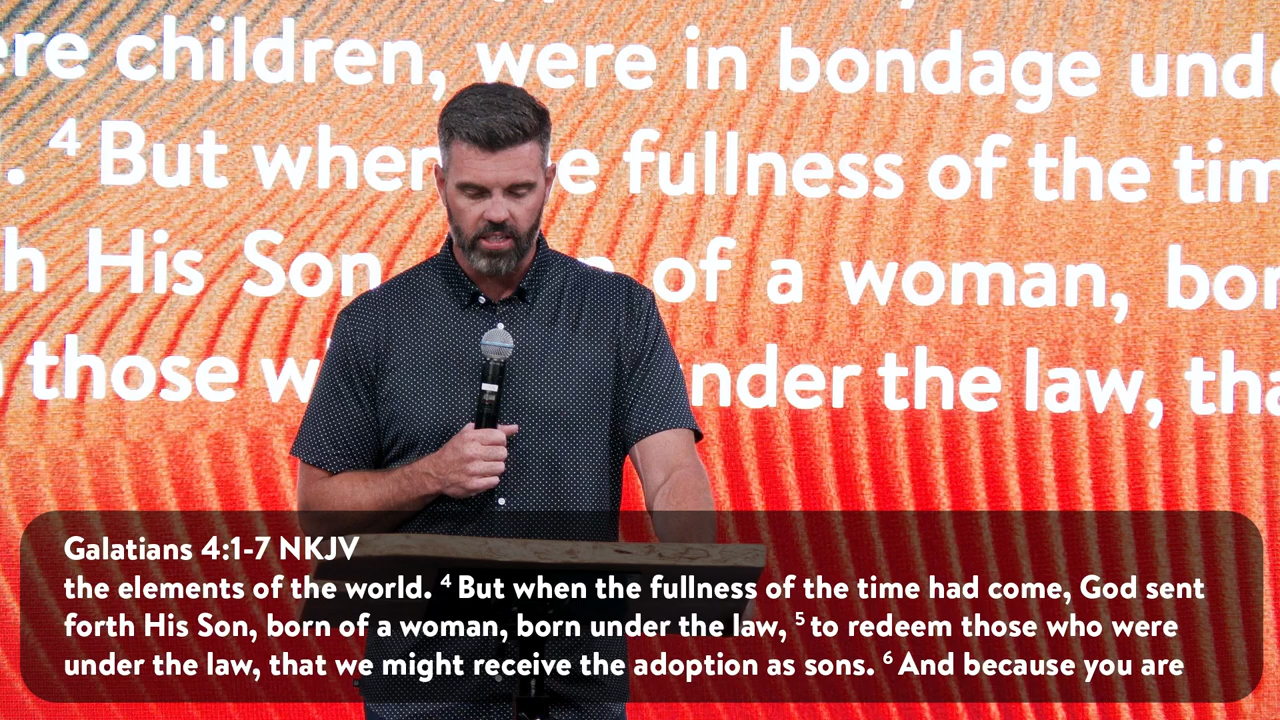 ere children, were in bondage unde
. ⁴ But when e fullness of the tim
h His Son of a woman, bor
those w nder the law, tha
Galatians 4:1-7 NKJV
the elements of the world. ⁴ But when the fullness of the time had come, God sent
forth His Son, born of a woman, born under the law, ⁵ to redeem those who were
under the law, that we might receive the adoption as sons. ⁶ And because you are